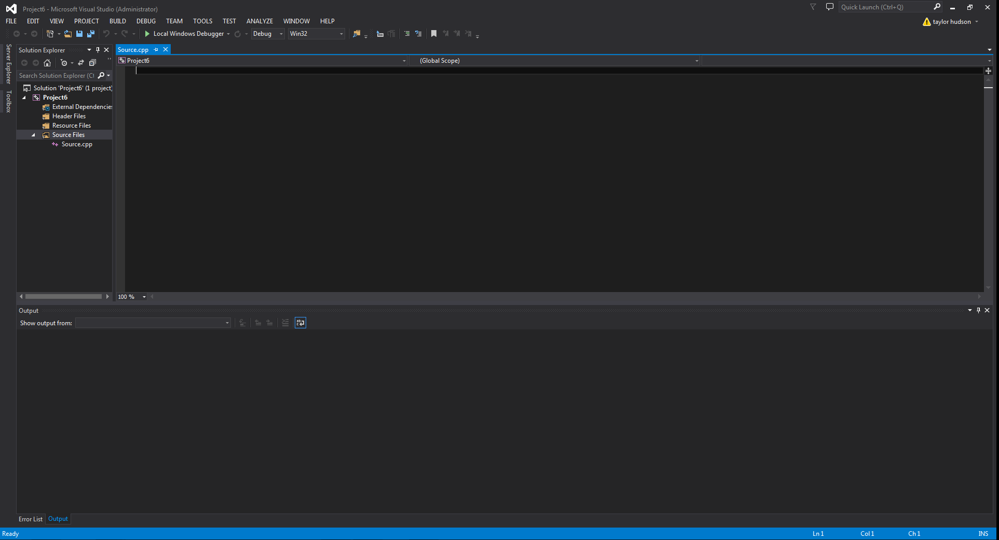 Project6 - Microsoft Visual Studio (Administrator)
Quick Launch (Ctrl+Q)
FILE EDIT VIEW PROJECT BUILD DEBUG TEAM TOOLS TEST ANALYZE WINDOW HELP
taylor hudson
Local Windows Debugger Debug Win32
Server Explorer
Toolbox
Solution Explorer
Search Solution Explorer (Ct
Solution 'Project6' (1 project)
Project6
External Dependencies
Header Files
Resource Files
Source Files
Source.cpp
Source.cpp
Project6 (Global Scope)
100 %
Output
Show output from:
Error List Output
Ready Ln 1 Col 1 Ch 1 INS